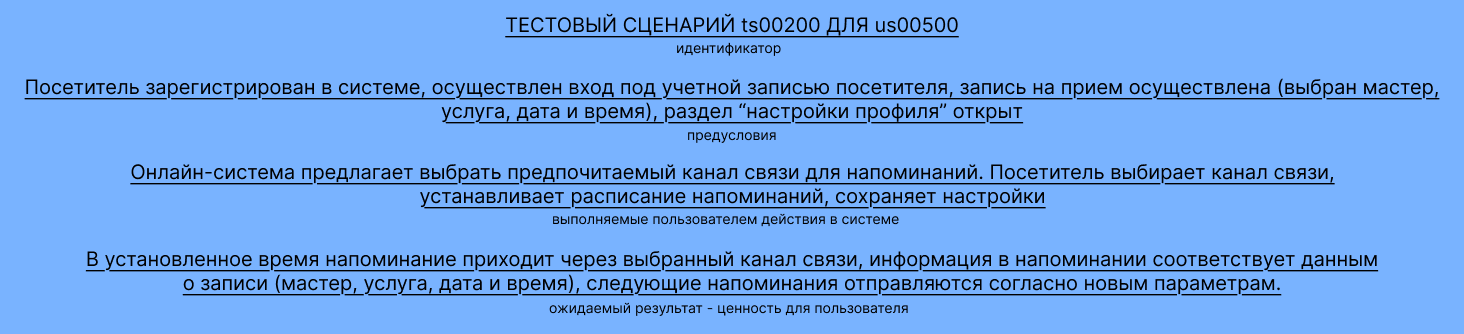 ТЕСТОВЫЙ СЦЕНАРИЙ ts00200 ДЛЯ us00500
идентификатор
Посетитель зарегистрирован в системе, осуществлен вход под учетной записью посетителя, запись на прием осуществлена (выбран мастер,
услуга, дата и время), раздел “настройки профиля” открыт
предусловия
Онлайн-система предлагает выбрать предпочитаемый канал связи для напоминаний. Посетитель выбирает канал связи,
устанавливает расписание напоминаний, сохраняет настройки
выполняемые пользователем действия в системе
В установленное время напоминание приходит через выбранный канал связи, информация в напоминании соответствует данным
о записи (мастер, услуга, дата и время), следующие напоминания отправляются согласно новым параметрам.
ожидаемый результат - ценность для пользователя